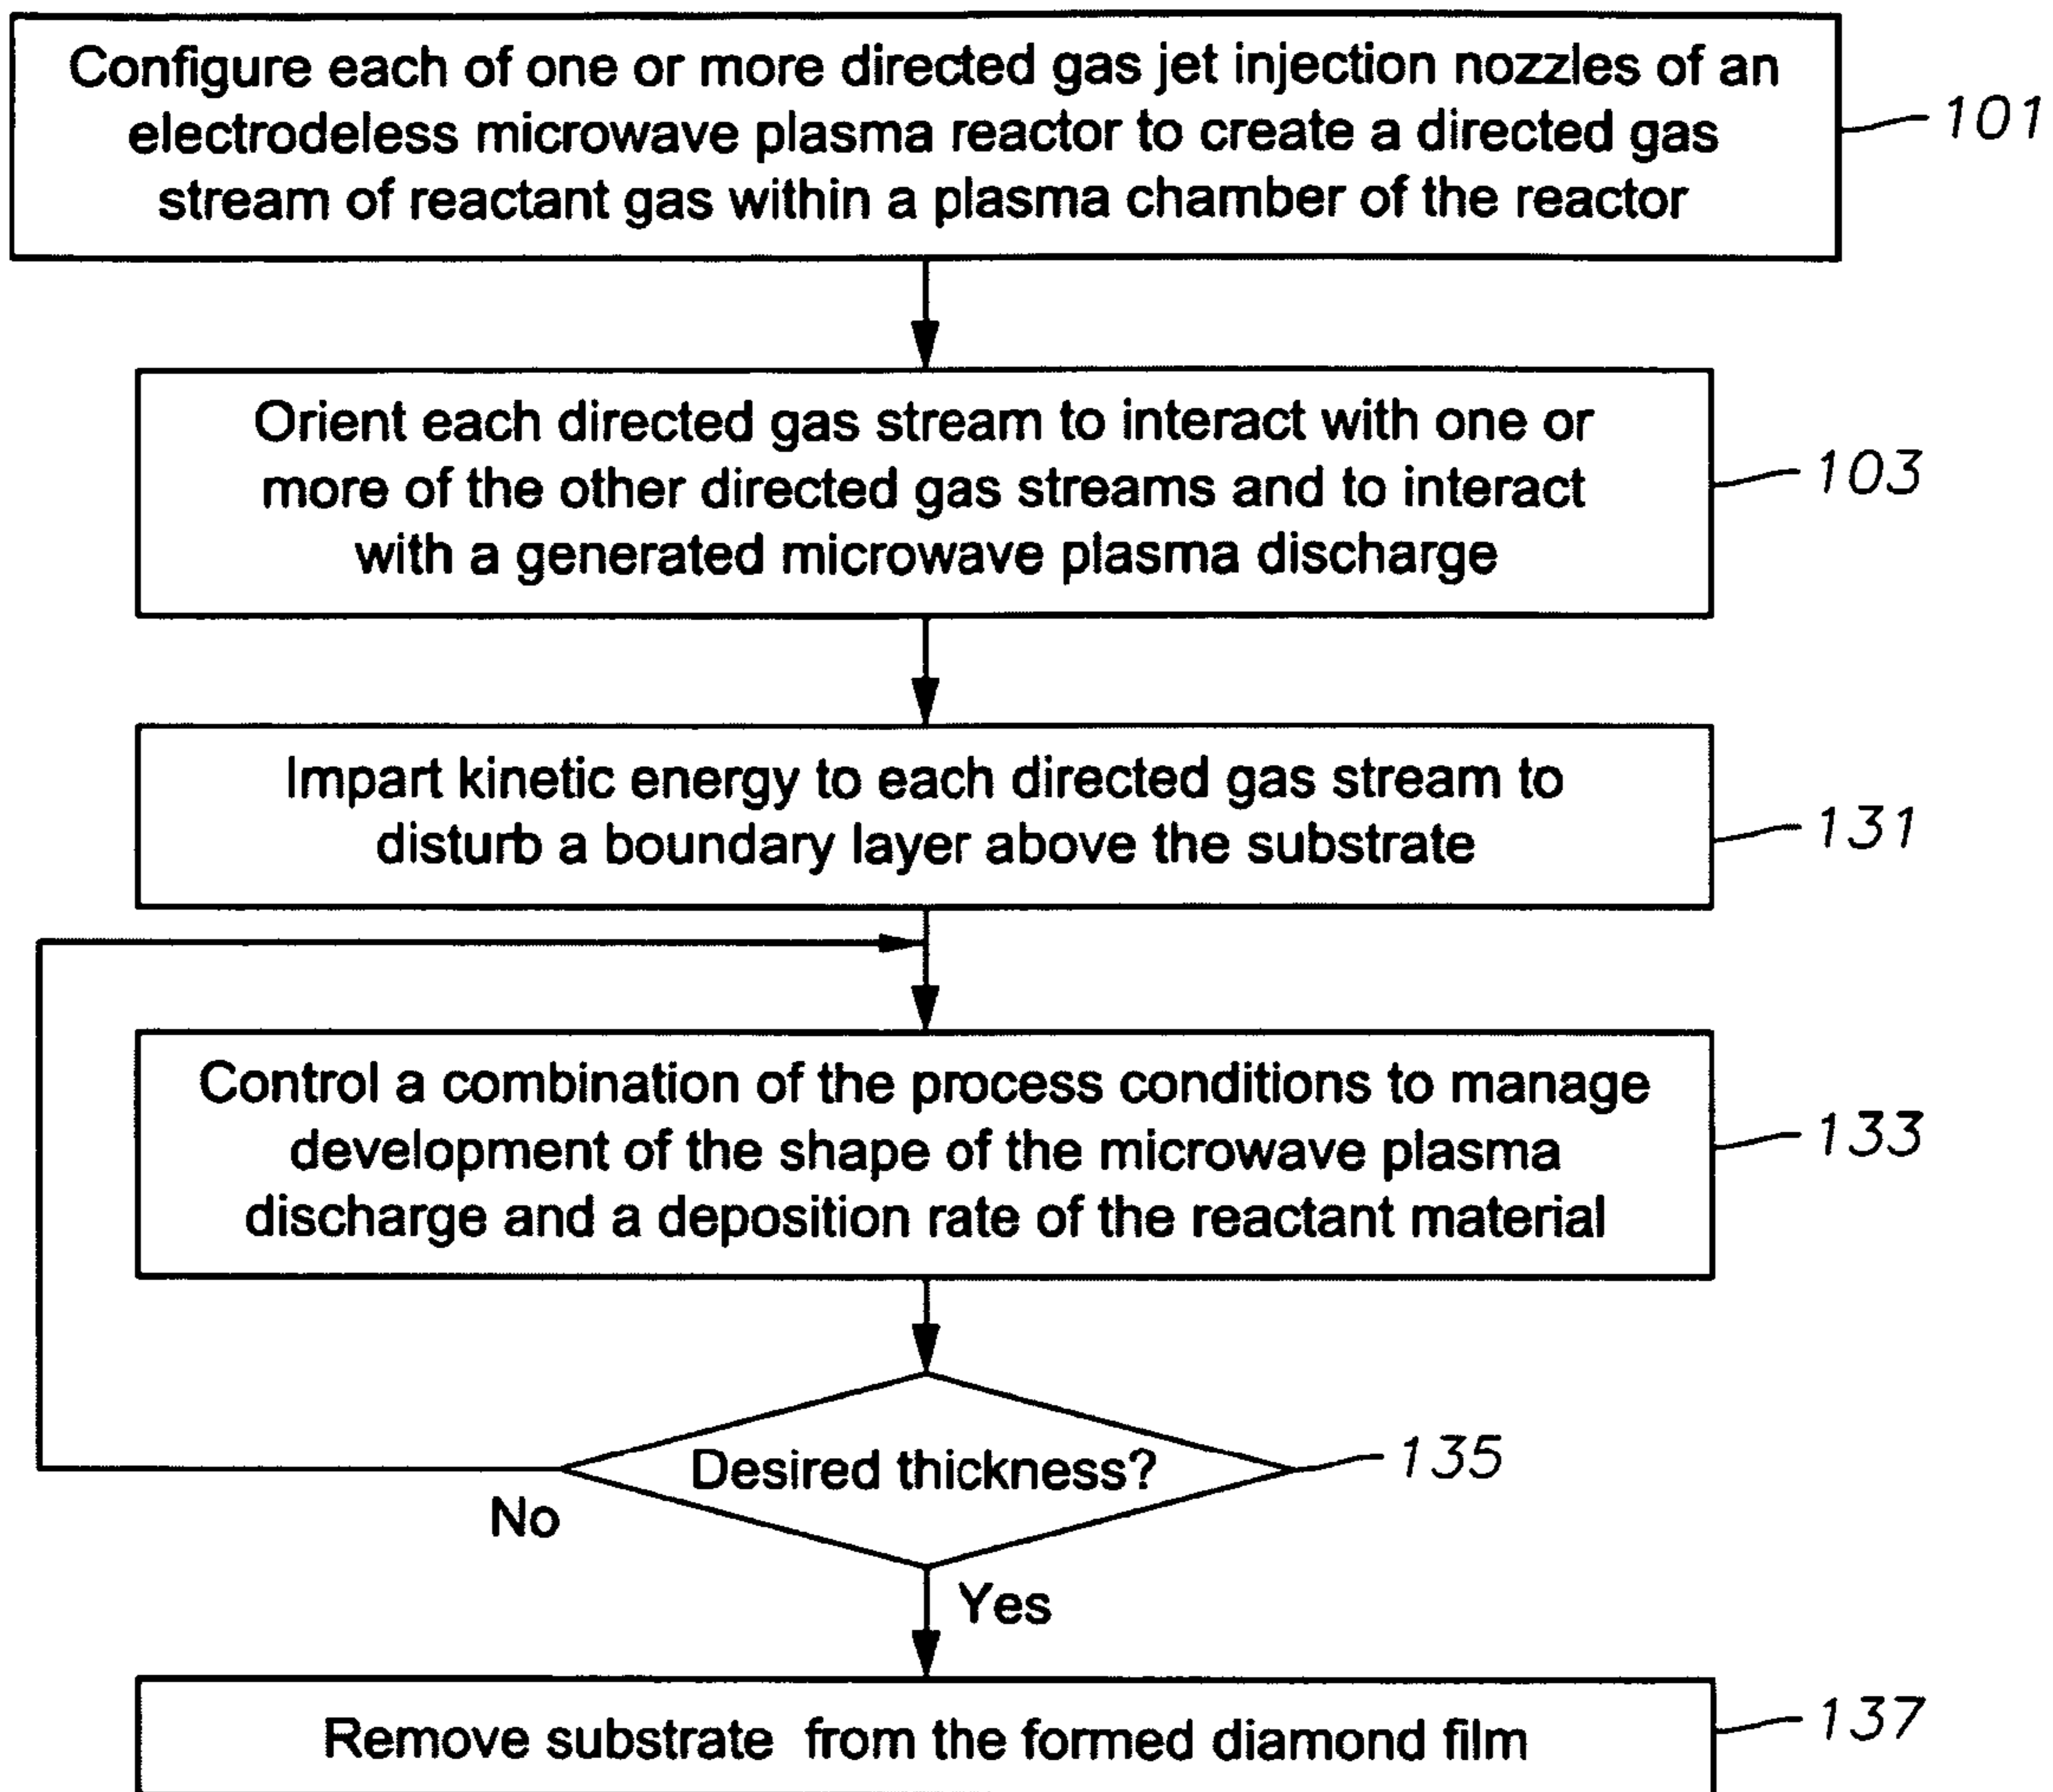 Configure each of one or more directed gas jet injection nozzles of an
electrodeless microwave plasma reactor to create a directed gas
stream of reactant gas within a plasma chamber of the reactor
101
Orient each directed gas stream to interact with one or
more of the other directed gas streams and to interact
with a generated microwave plasma discharge
103
Impart kinetic energy to each directed gas stream to
disturb a boundary layer above the substrate
131
Control a combination of the process conditions to manage
development of the shape of the microwave plasma
discharge and a deposition rate of the reactant material
133
Desired thickness?
135
No
Yes
Remove substrate from the formed diamond film
137